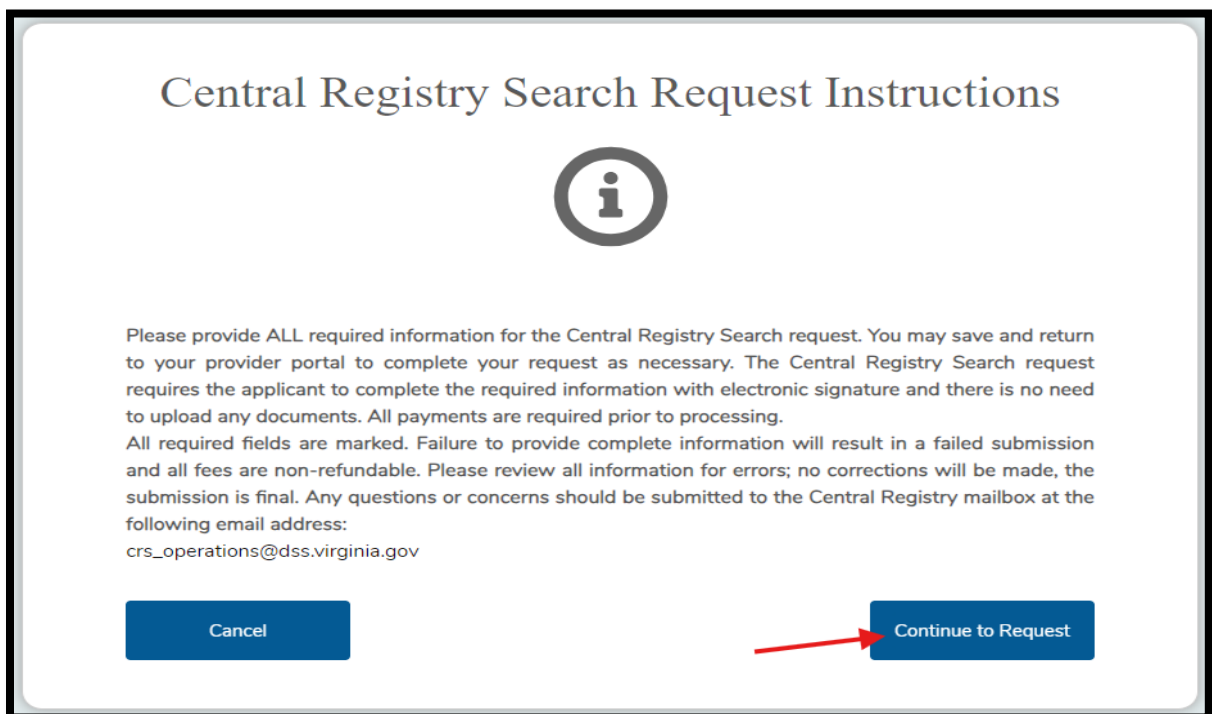 Central Registry Search Request Instructions
Please provide ALL required information for the Central Registry Search request. You may save and return
to your provider portal to complete your request as necessary. The Central Registry Search request
requires the applicant to complete the required information with electronic signature and there is no need
to upload any documents. All payments are required prior to processing.
All required fields are marked. Failure to provide complete information will result in a failed submission
and all fees are non-refundable. Please review all information for errors; no corrections will be made, the
submission is final. Any questions or concerns should be submitted to the Central Registry mailbox at the
following email address:
crs_operations@dss.virginia.gov
Cancel
Continue to Request